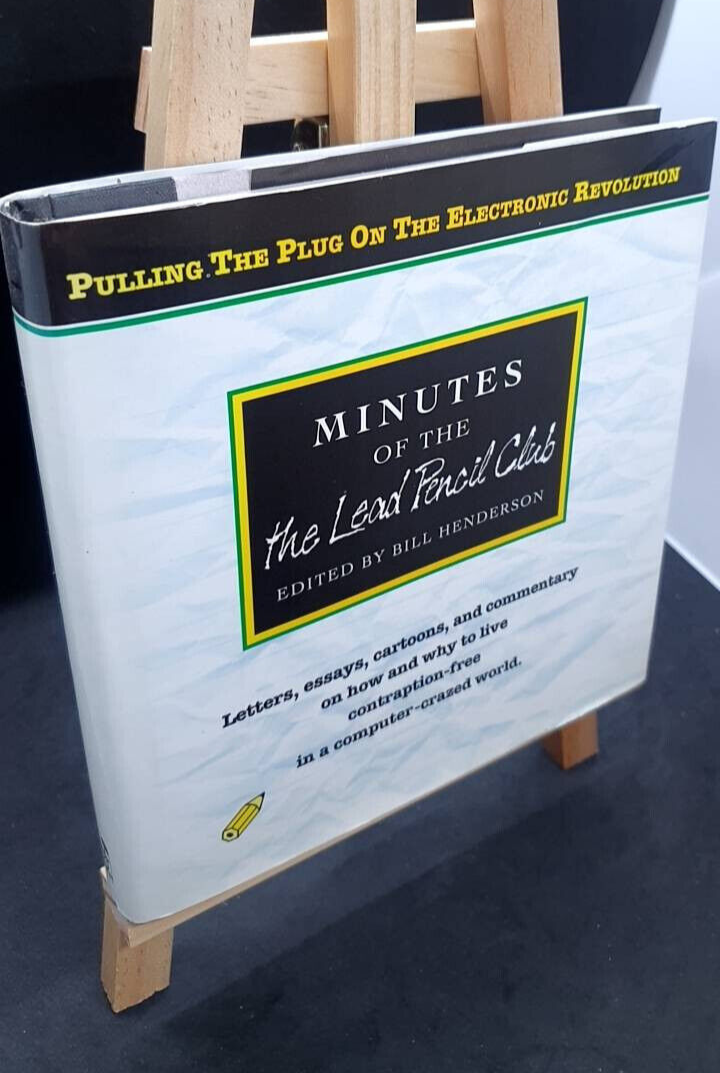 PULLING THE PLUG ON THE ELECTRONIC REVOLUTION
MINUTES
OF THE
the Lead Pencil Club
EDITED BY BILL HENDERSON
Letters, essays, cartoons, and commentary
on how and why to live
contraption-free
in a computer-crazed world.